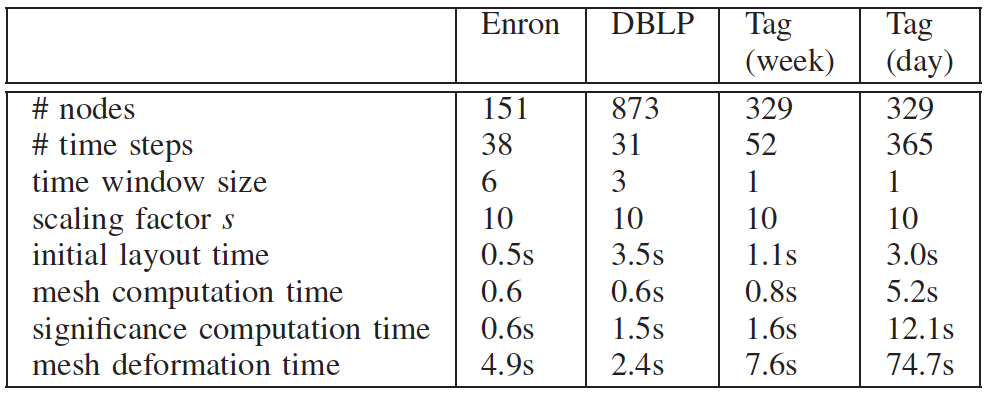 Enron DBLP Tag (week) Tag (day)
# nodes 151 873 329 329
# time steps 38 31 52 365
time window size 6 3 1 1
scaling factor s 10 10 10 10
initial layout time 0.5s 3.5s 1.1s 3.0s
mesh computation time 0.6 0.6s 0.8s 5.2s
significance computation time 0.6s 1.5s 1.6s 12.1s
mesh deformation time 4.9s 2.4s 7.6s 74.7s